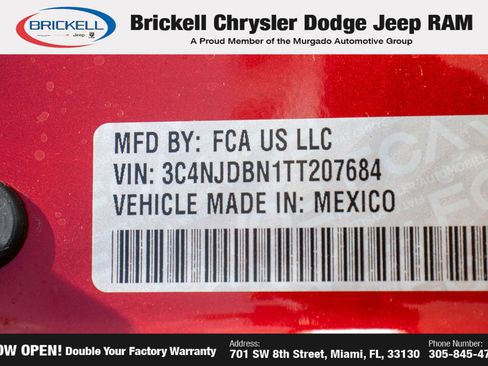 BRICKELL
Jeep
RAM
Brickell Chrysler Dodge Jeep RAM
A Proud Member of the Murgado Automotive Group
MFD BY: FCA US LLC
VIN: 3C4NJDBN1TT207684
VEHICLE MADE IN: MEXICO
OW OPEN! Double Your Factory Warranty
Address:
701 SW 8th Street, Miami, FL, 33130
Phone Number:
305-845-47